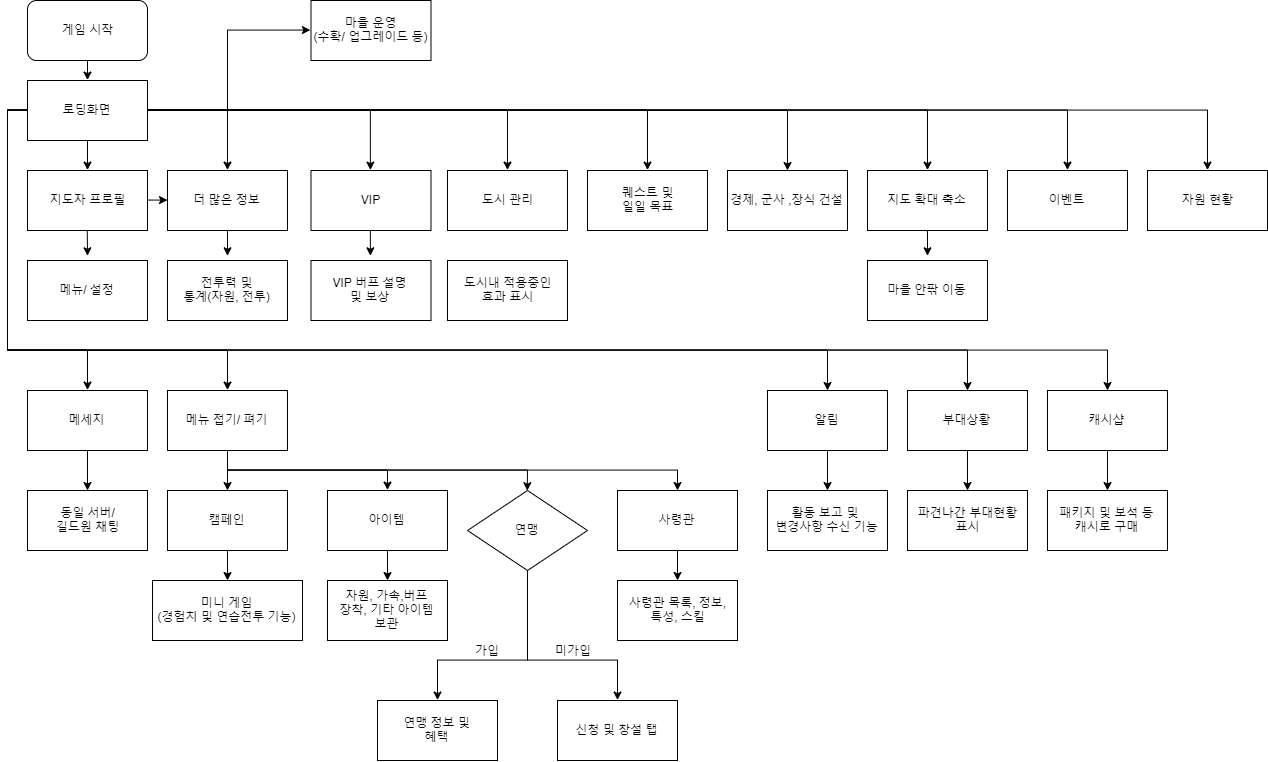 게임 시작
마을 운영
(수확/ 업그레이드 등)
로딩화면
지도자 프로필
더 많은 정보
VIP
도시 관리
퀘스트 및
일일 목표
경제, 군사 ,장식 건설
지도 확대 축소
이벤트
자원 현황
메뉴/ 설정
전투력 및
통계(자원, 전투)
VIP 버프 설명
및 보상
도시내 적용중인
효과 표시
마을 안팎 이동
메세지
메뉴 접기/ 펴기
알림
부대상황
캐시샵
동일 서버/
길드원 채팅
캠페인
아이템
연맹
사령관
활동 보고 및
변경사항 수신 기능
파견나간 부대현황
표시
패키지 및 보석 등
캐시로 구매
미니 게임
(경험치 및 연습전투 기능)
자원, 가속,버프
장착, 기타 아이템
보관
사령관 목록, 정보,
특성, 스킬
가입
미가입
연맹 정보 및
혜택
신청 및 창설 탭